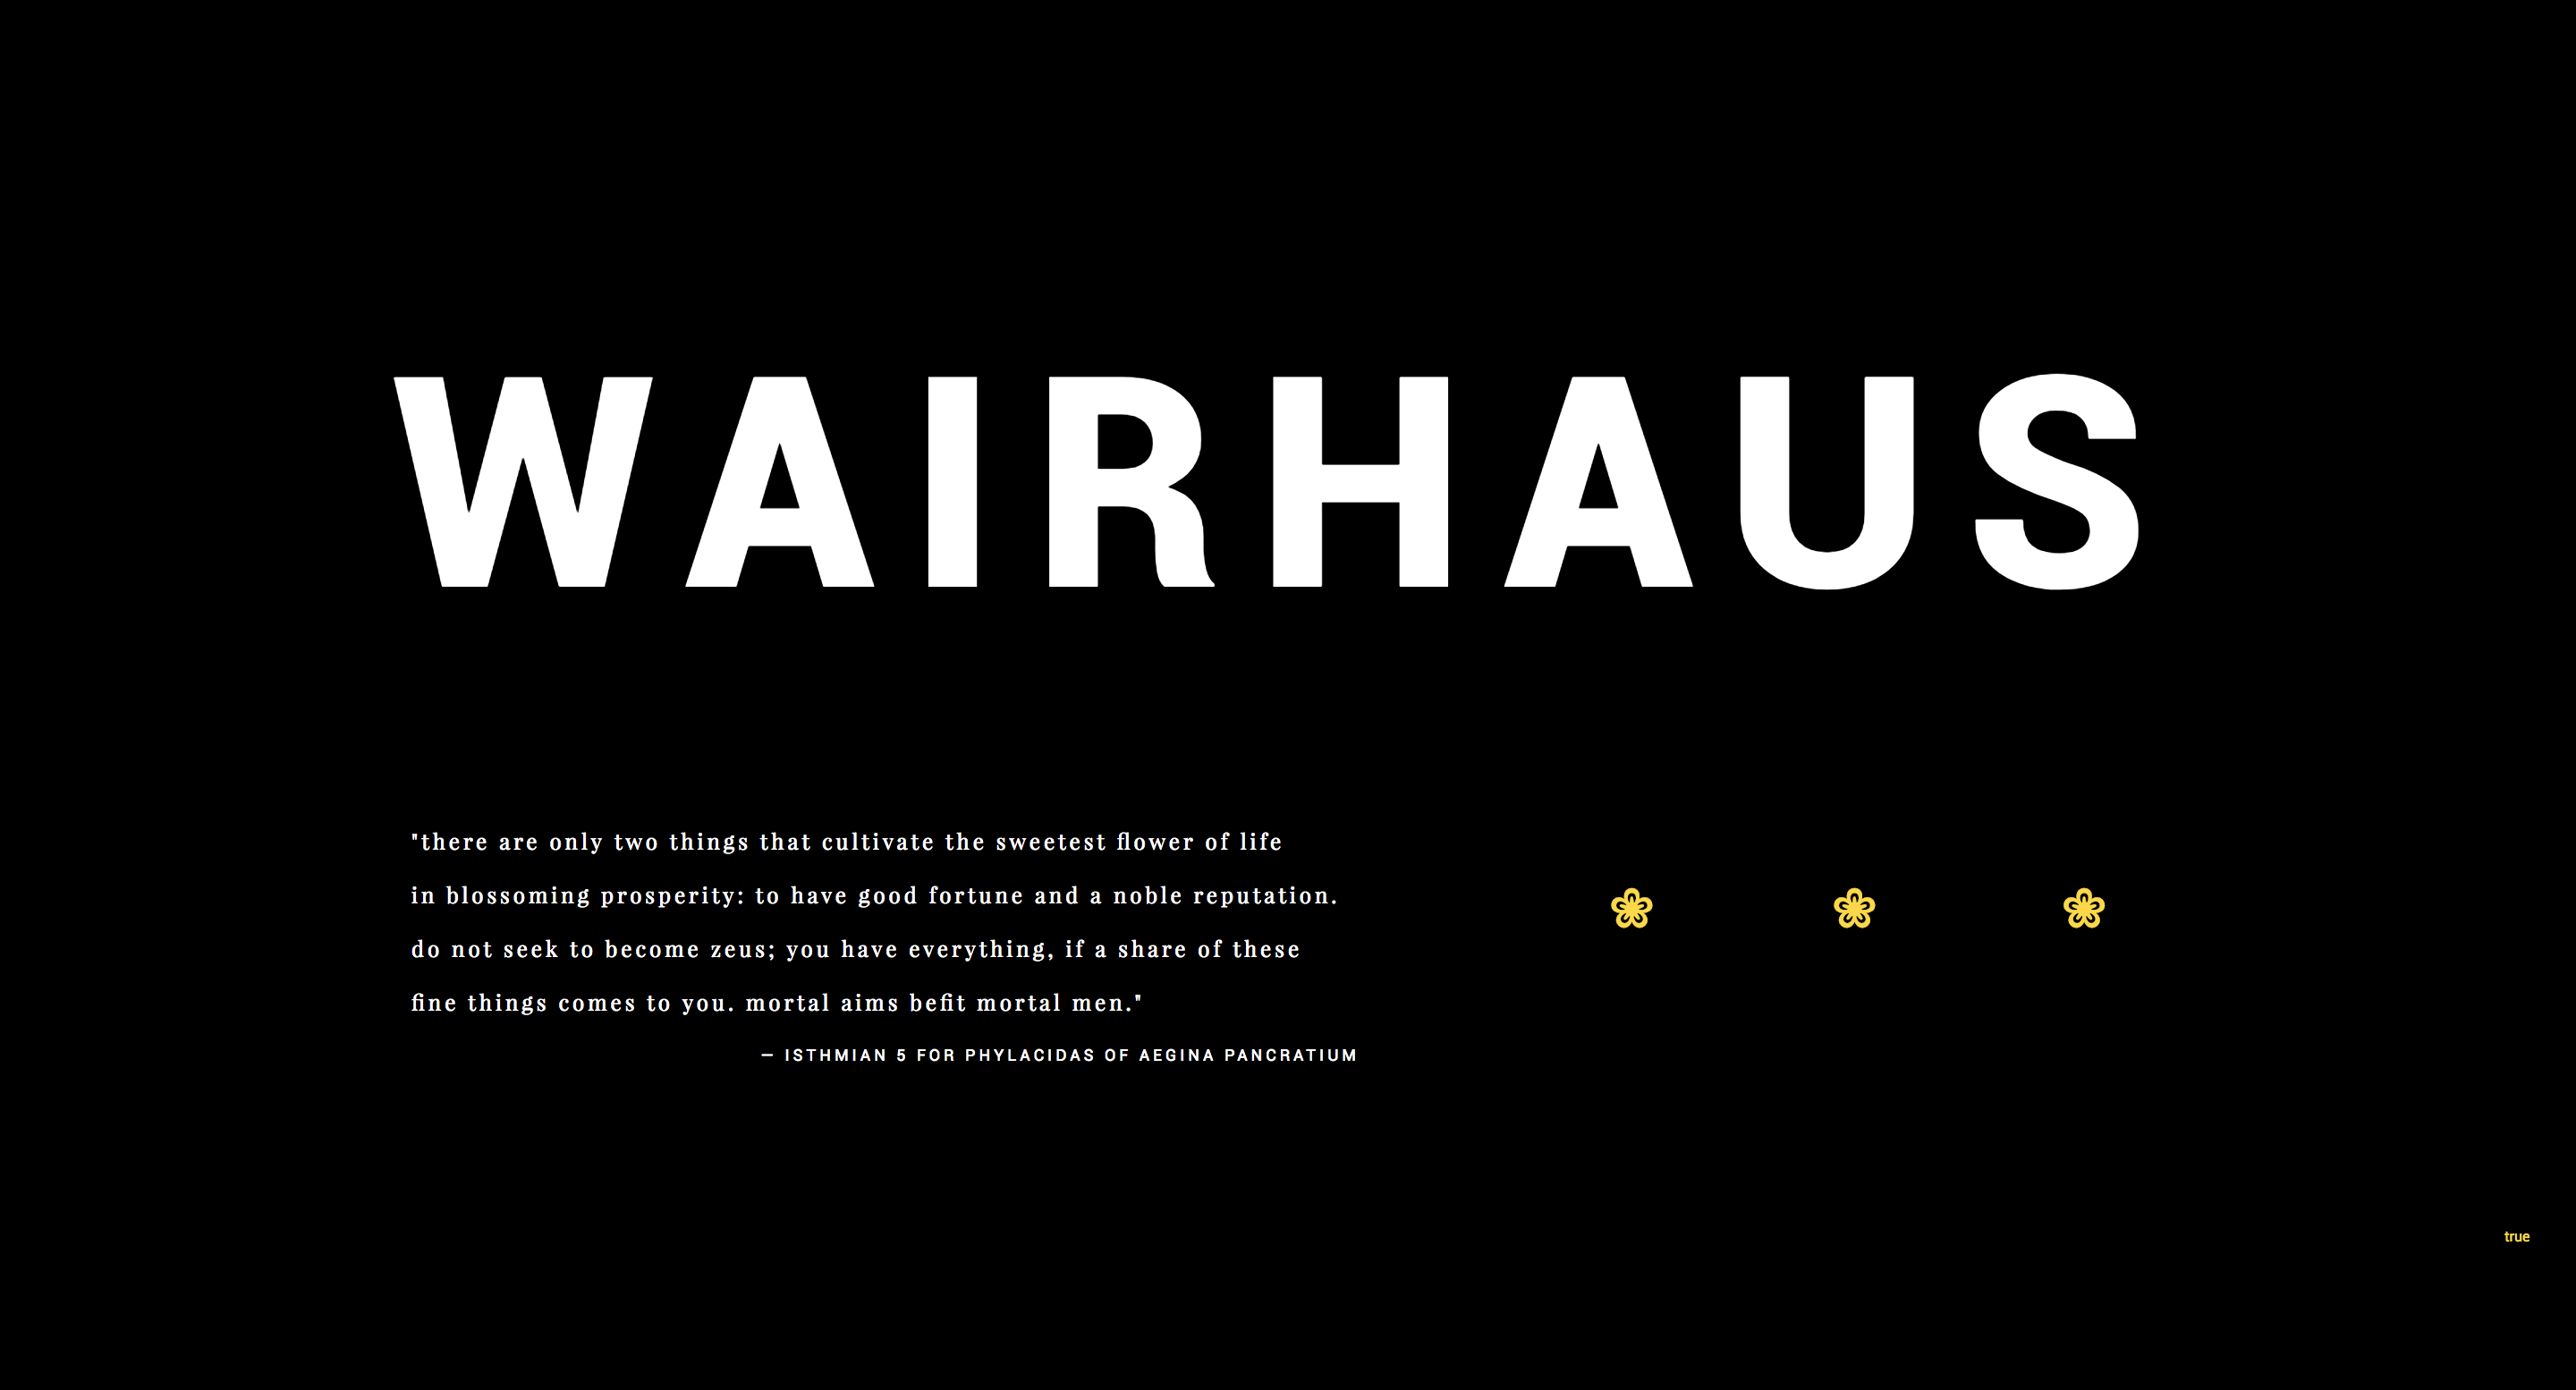 WAIRHAUS
"there are only two things that cultivate the sweetest flower of life
in blossoming prosperity: to have good fortune and a noble reputation.
do not seek to become zeus; you have everything, if a share of these
fine things comes to you. mortal aims befit mortal men."
— ISTHMIAN 5 FOR PHYLACIDAS OF AEGINA PANCRATIUM
true